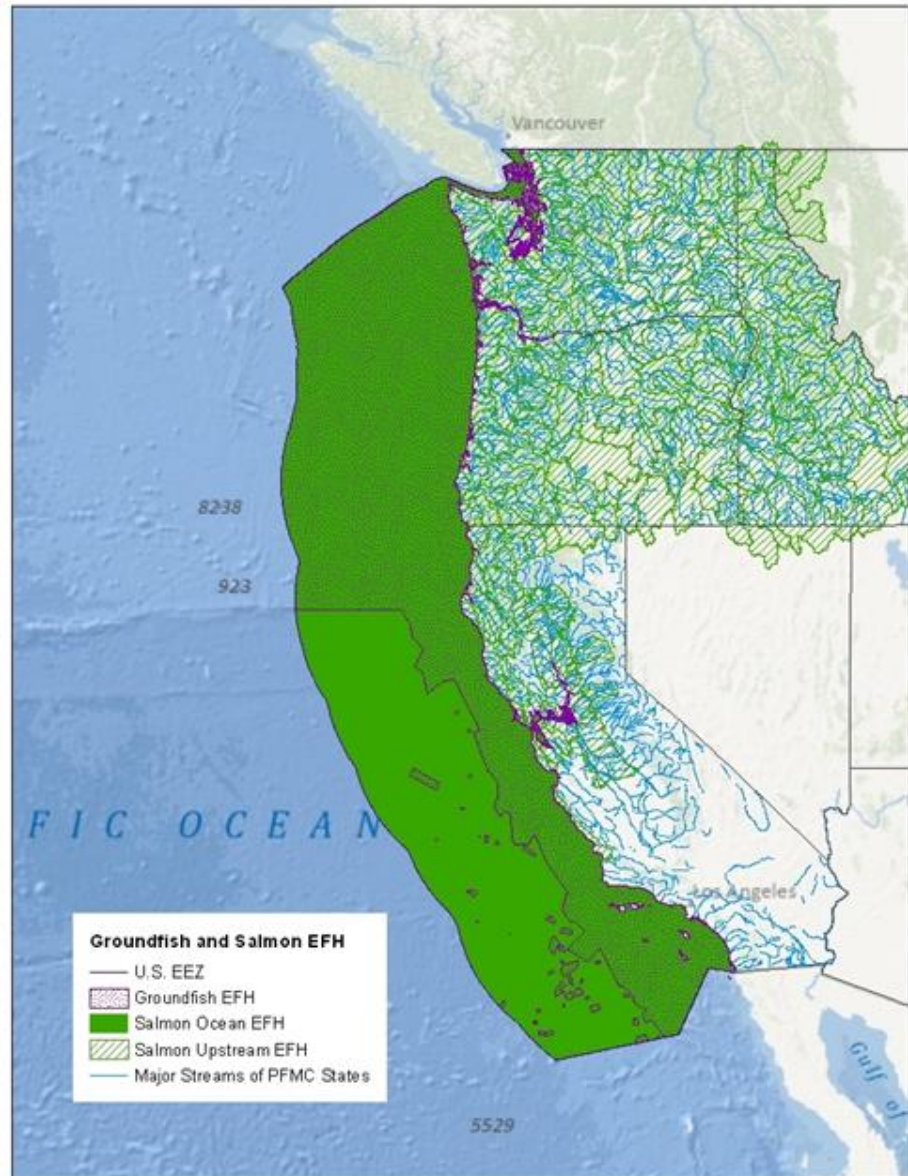 Vancouver
8238
923
FIC OCEAN
Los Angeles
Groundfish and Salmon EFH
U.S. EEZ
Groundfish EFH
Salmon Ocean EFH
Salmon Upstream EFH
Major Streams of PFMC States
Gulf of
5529